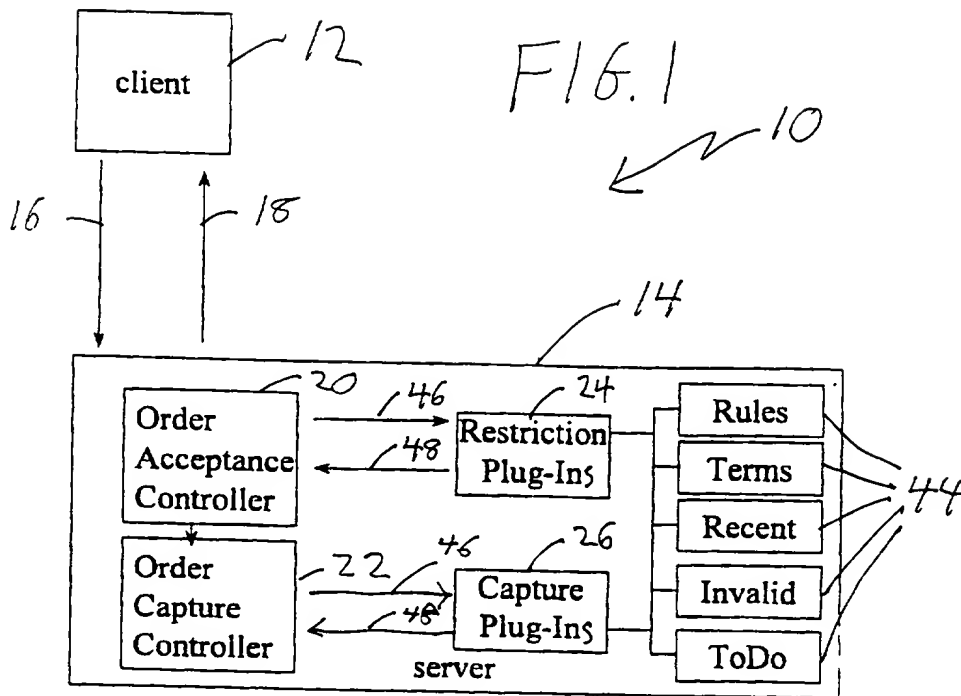 client
12
FIG. 1
10
16
18
14
20
Order
Acceptance
Controller
46
48
24
Restriction
Plug-Ins
Rules
Terms
Recent
Invalid
ToDo
44
Order
Capture
Controller
22
46
48
26
Capture
Plug-Ins
server